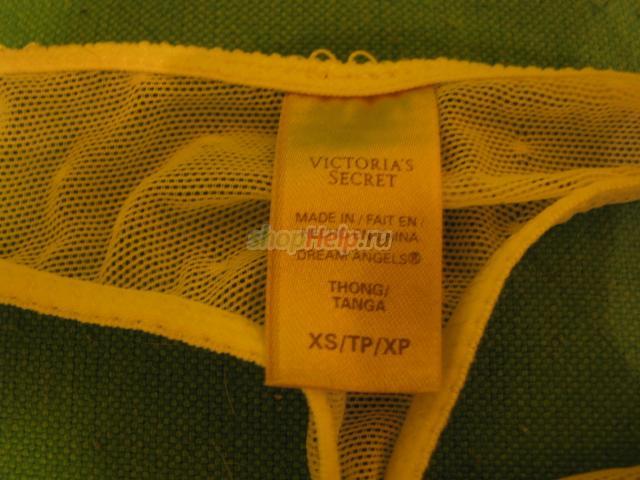 VICTORIA'S
SECRET
MADE IN / FAIT EN /
shopHelp.ru
DREAM ANGELS®
THONG/
TANGA
XS/TP/XP